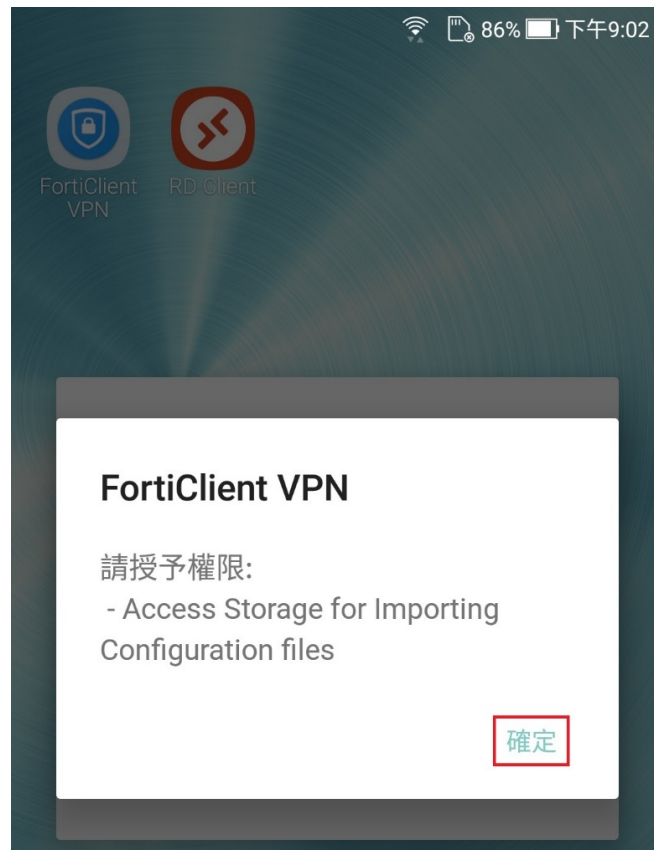 86% 下午9:02
FortiClient
VPN
RD Client
FortiClient VPN
請授予權限:
- Access Storage for Importing
Configuration files
確定